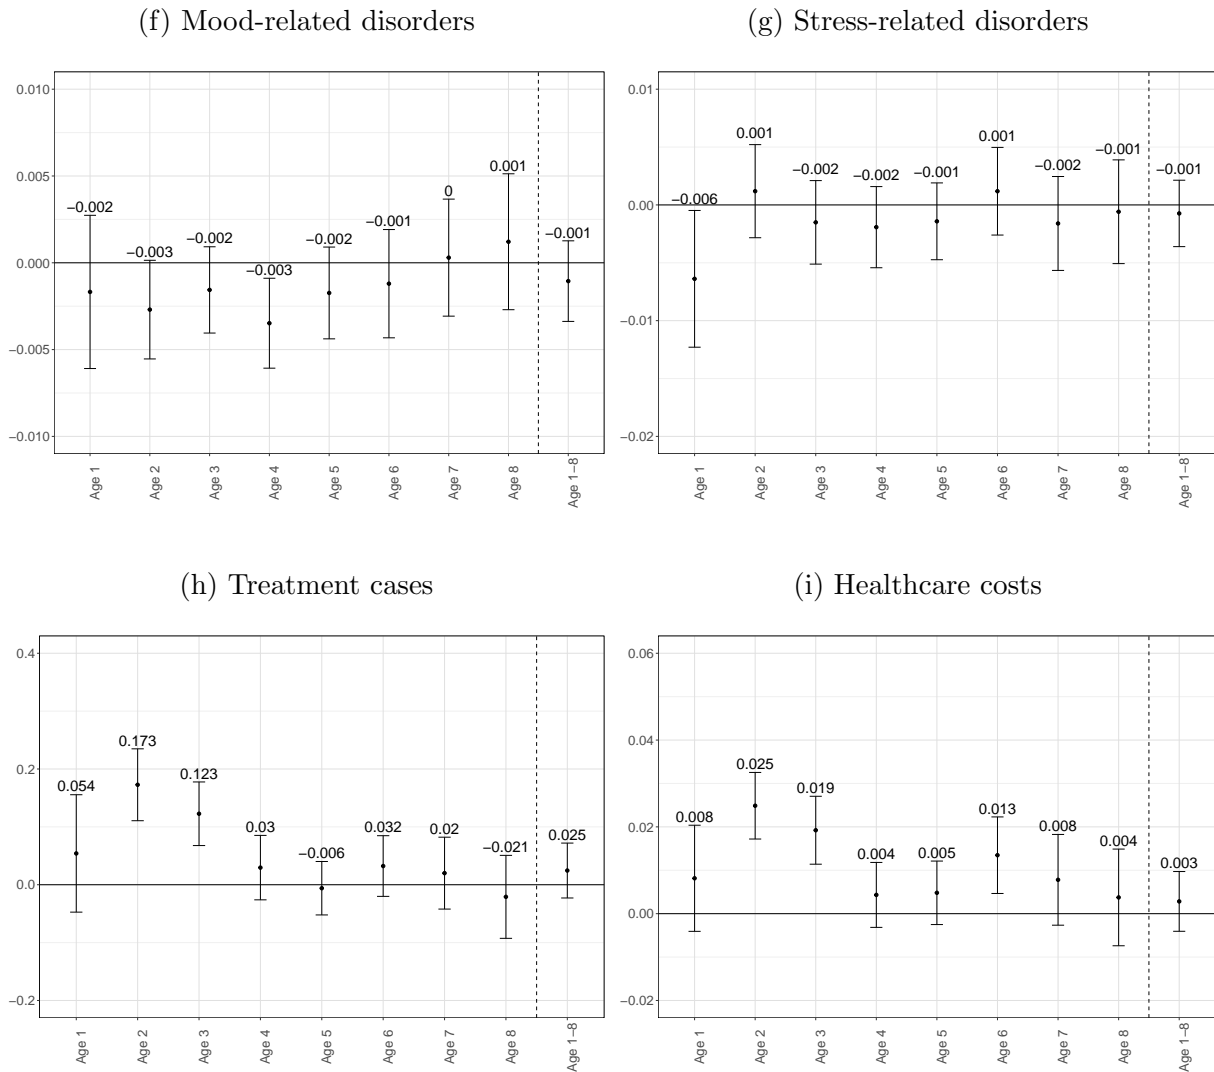 (f) Mood-related disorders
0.010
0.005
0.000
−0.005
−0.010
−0.002
−0.003
−0.002
−0.003
−0.002
−0.001
0
0.001
−0.001
Age 1
Age 2
Age 3
Age 4
Age 5
Age 6
Age 7
Age 8
Age 1−8
(g) Stress-related disorders
0.01
0.00
−0.01
−0.02
−0.006
0.001
−0.002
−0.002
−0.001
0.001
−0.002
−0.001
−0.001
Age 1
Age 2
Age 3
Age 4
Age 5
Age 6
Age 7
Age 8
Age 1−8
(h) Treatment cases
0.4
0.2
0.0
−0.2
0.054
0.173
0.123
0.03
−0.006
0.032
0.02
−0.021
0.025
Age 1
Age 2
Age 3
Age 4
Age 5
Age 6
Age 7
Age 8
Age 1−8
(i) Healthcare costs
0.06
0.04
0.02
0.00
−0.02
0.008
0.025
0.019
0.004
0.005
0.013
0.008
0.004
0.003
Age 1
Age 2
Age 3
Age 4
Age 5
Age 6
Age 7
Age 8
Age 1−8